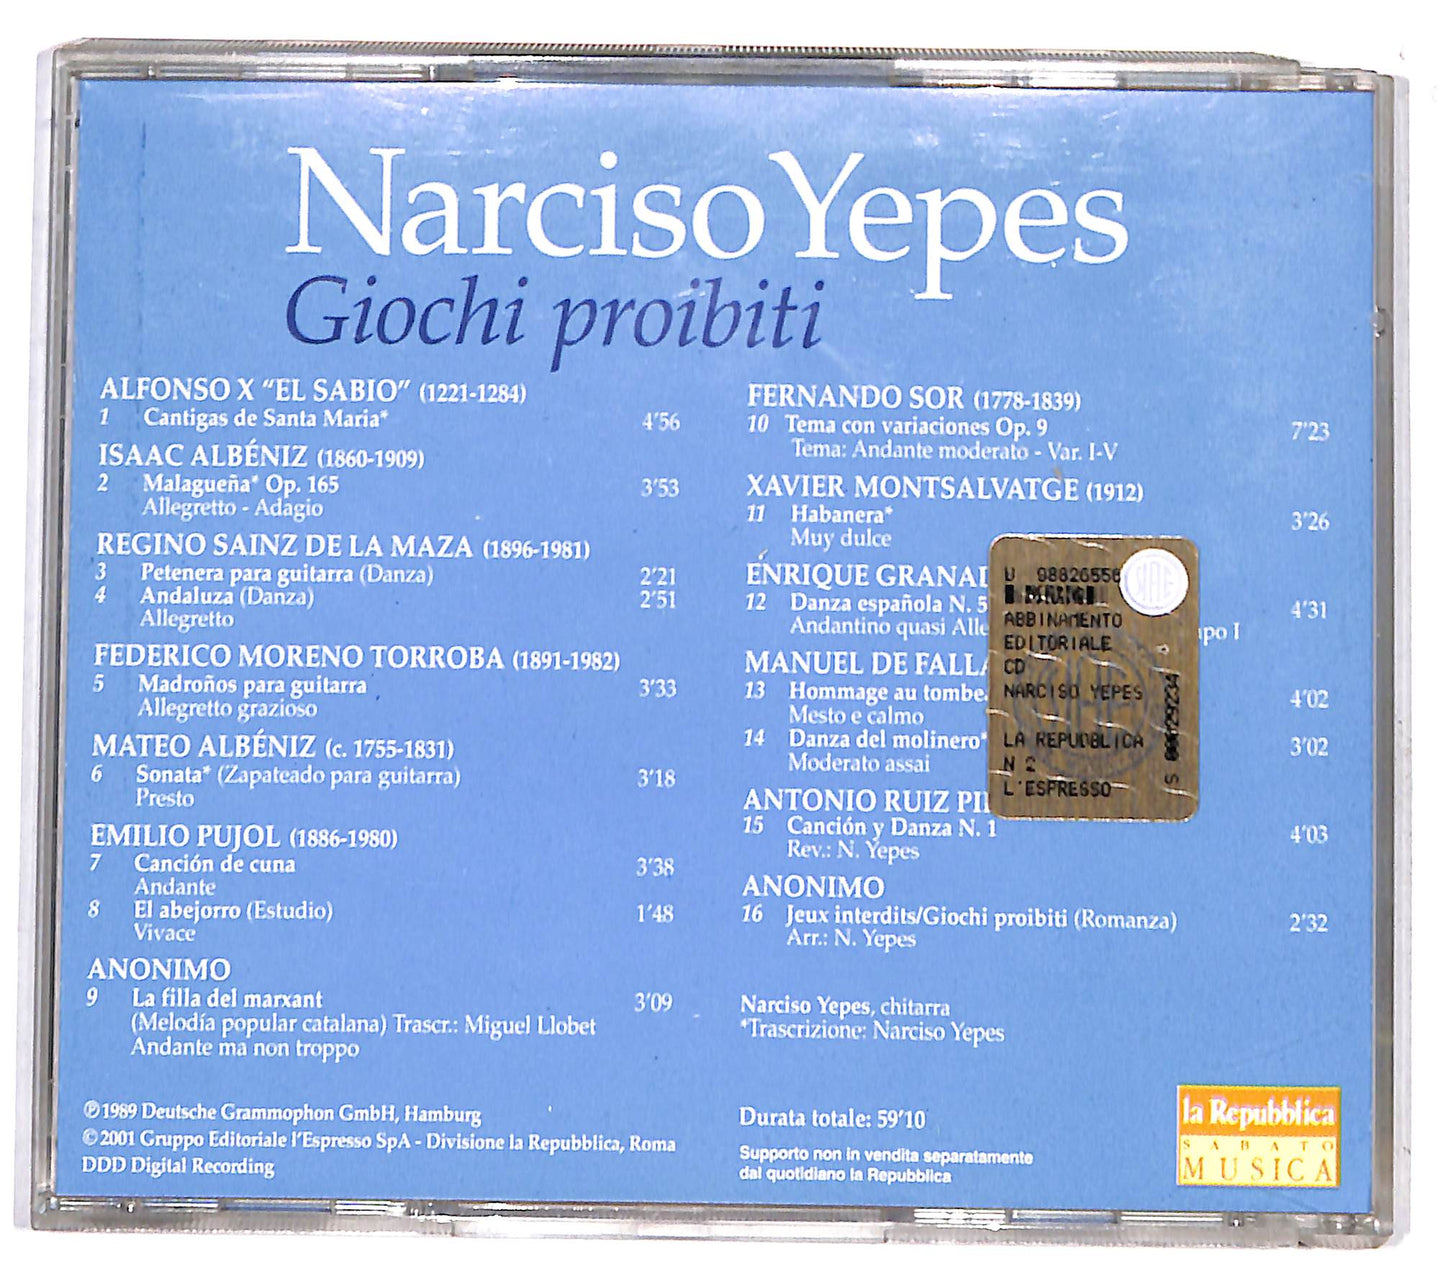 Narciso Yepes
Giochi proibiti
ALFONSO X "EL SABIO" (1221-1284)
1 Cantigas de Santa Maria* 4'56
ISAAC ALBÉNIZ (1860-1909)
2 Malagueña* Op. 165 3'53
Allegretto - Adagio
REGINO SAINZ DE LA MAZA (1896-1981)
3 Petenera para guitarra (Danza) 2'21
4 Andaluza (Danza) 2'51
Allegretto
FEDERICO MORENO TORROBA (1891-1982)
5 Madroños para guitarra 3'33
Allegretto grazioso
MATEO ALBÉNIZ (c. 1755-1831)
6 Sonata* (Zapateado para guitarra) 3'18
Presto
EMILIO PUJOL (1886-1980)
7 Canción de cuna 3'38
Andante
8 El abejorro (Estudio) 1'48
Vivace
ANONIMO
9 La filla del marxant 3'09
(Melodía popular catalana) Trascr.: Miguel Llobet
Andante ma non troppo
FERNANDO SOR (1778-1839)
10 Tema con variaciones Op. 9 7'23
Tema: Andante moderato - Var. I-V
XAVIER MONTSALVATGE (1912)
11 Habanera* 3'26
Muy dulce
ENRIQUE
12 Danza española N. 5 4'31
Andantino quasi I
MANUEL DE FALLA
13 Hommage au 4'02
Mesto e calmo
14 Danza del molinero* 3'02
Moderato assai
ANTONIO RUIZ
15 Canción y Danza N. 1 4'03
Rev.: N. Yepes
ANONIMO
16 Jeux interdits/Giochi proibiti (Romanza) 2'32
Arr.: N. Yepes
Narciso Yepes, chitarra
*Trascrizione: Narciso Yepes
U 98826556
ABBINAMENTO
EDITORIALE
CD
NARCISO YEPES
LA REPUBBLICA
N 2
L'ESPRESSO
℗1989 Deutsche Grammophon GmbH, Hamburg
©2001 Gruppo Editoriale l'Espresso SpA - Divisione la Repubblica, Roma
DDD Digital Recording
Durata totale: 59'10
Supporto non in vendita separatamente
dal quotidiano la Repubblica
la Repubblica
SABATO
MUSICA